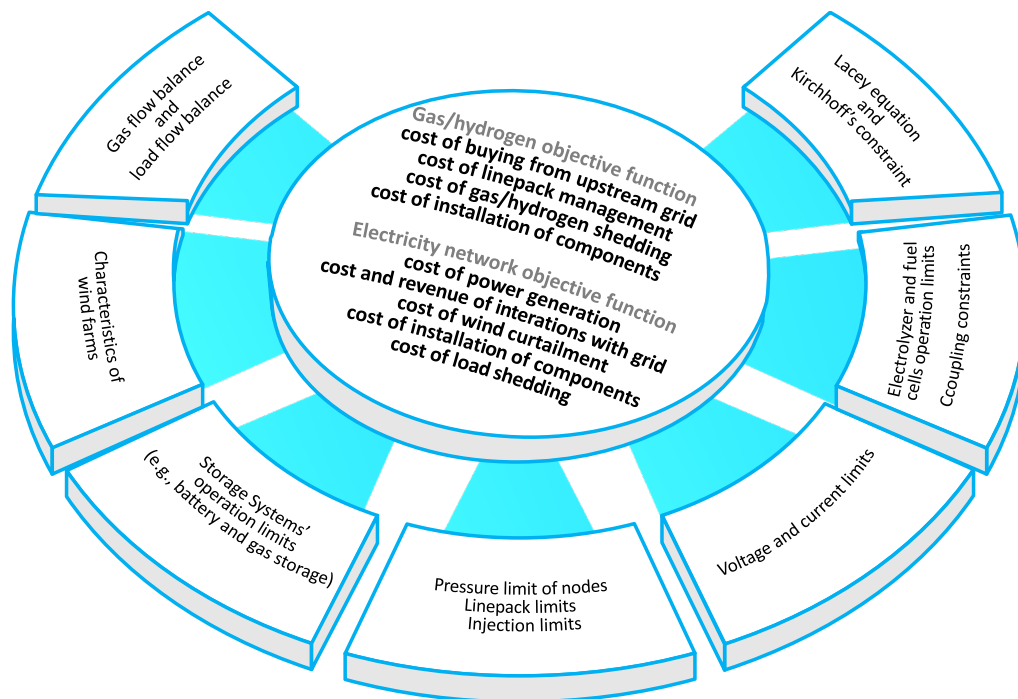 Gas flow balance
and
load flow balance
Lacey equation
and
Kirchhoff's constraint
Gas/hydrogen objective function
cost of buying from upstream grid
cost of linepack management
cost of gas/hydrogen shedding
cost of installation of components
Electricity network objective function
cost of power generation
cost and revenue of interations with grid
cost of wind curtailment
cost of installation of components
cost of load shedding
Characteristics of
wind farms
Electrolyzer and fuel
cells operation limits
Ccoupling constraints
Storage Systems'
operation limits
(e.g., battery and gas storage)
Voltage and current limits
Pressure limit of nodes
Linepack limits
Injection limits